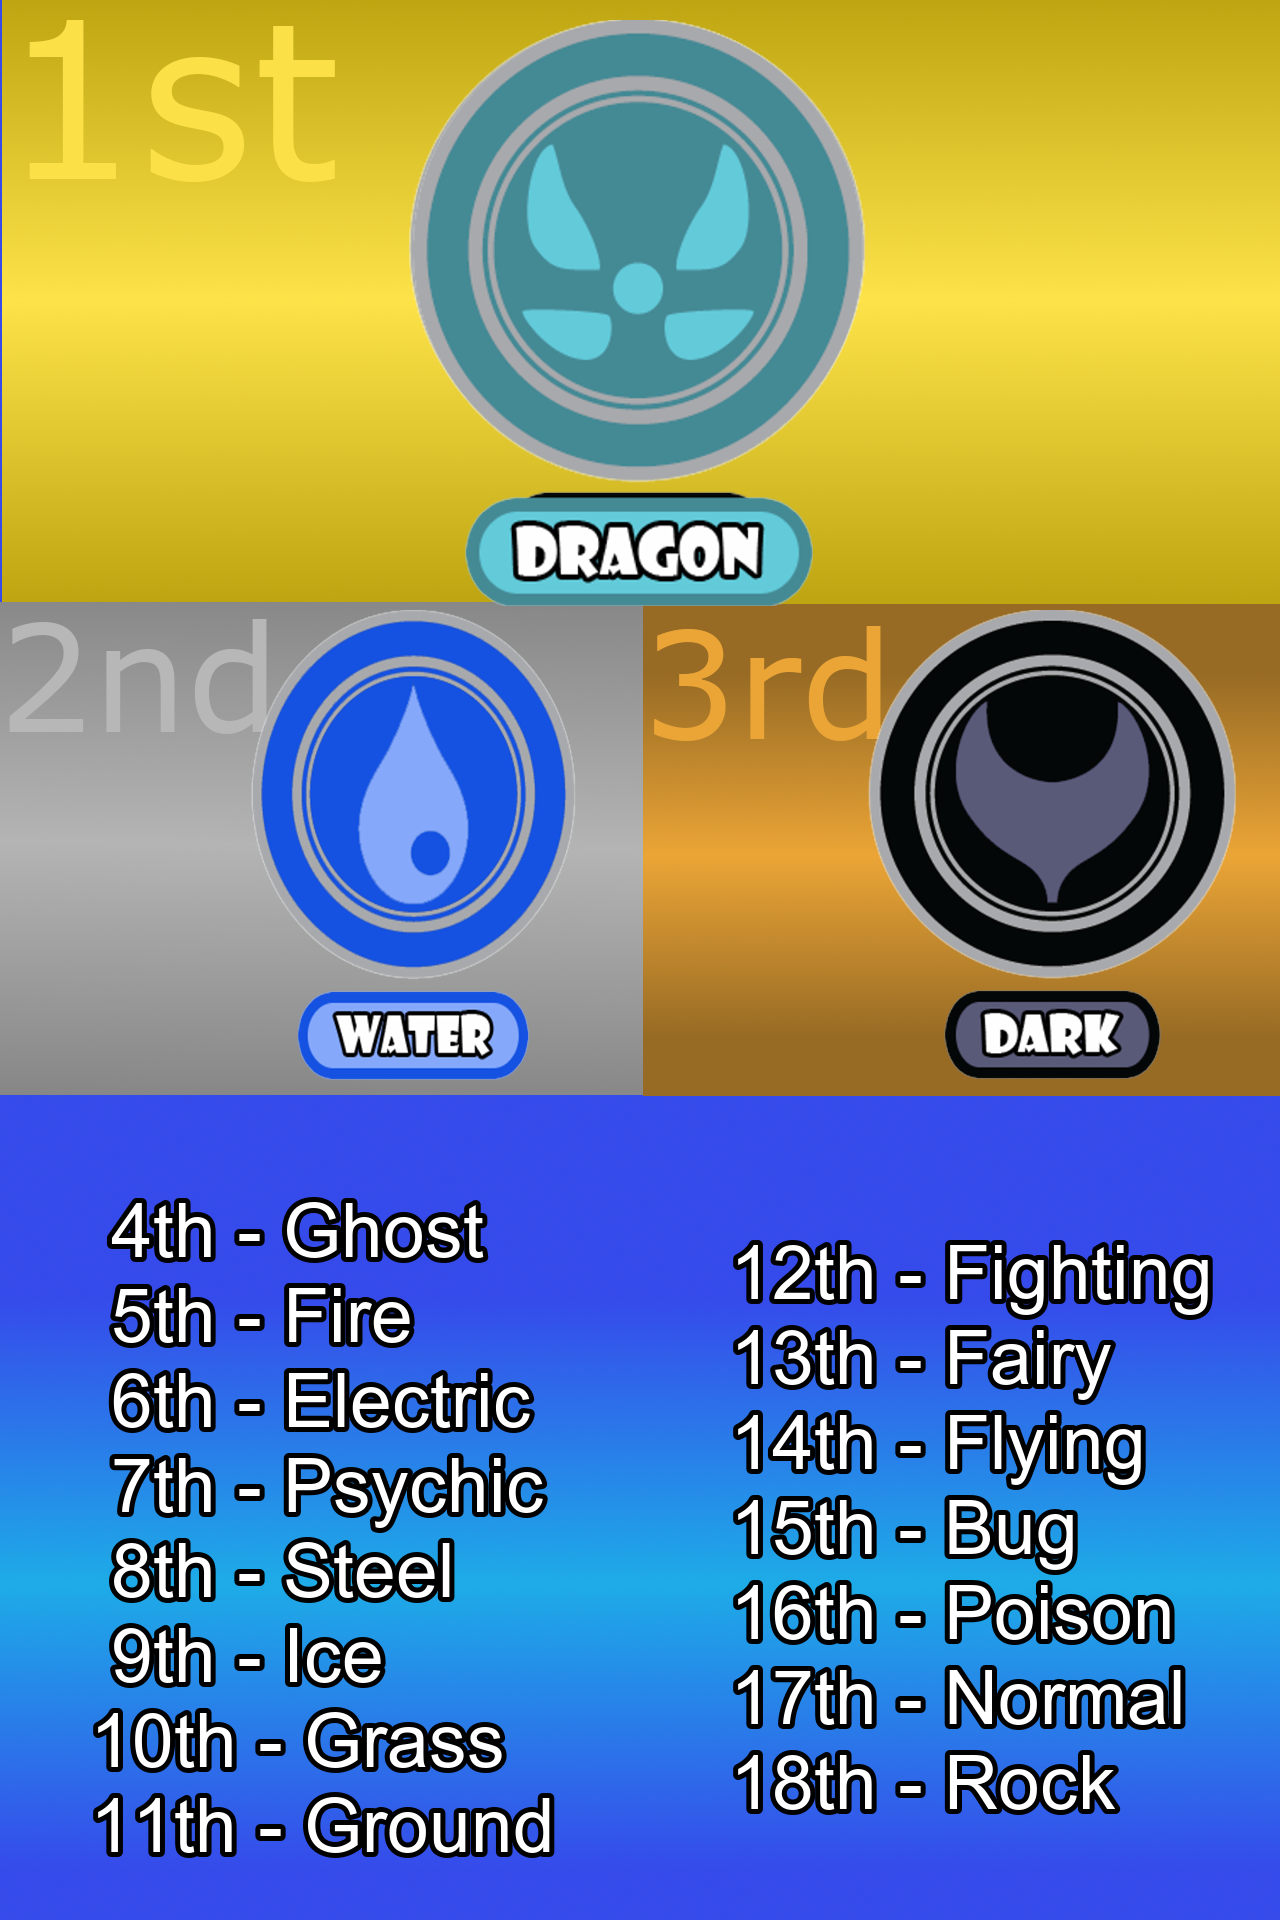 1st
DRAGON
2nd
WATER
3rd
DARK
4th - Ghost
5th - Fire
6th - Electric
7th - Psychic
8th - Steel
9th - Ice
10th - Grass
11th - Ground
12th - Fighting
13th - Fairy
14th - Flying
15th - Bug
16th - Poison
17th - Normal
18th - Rock